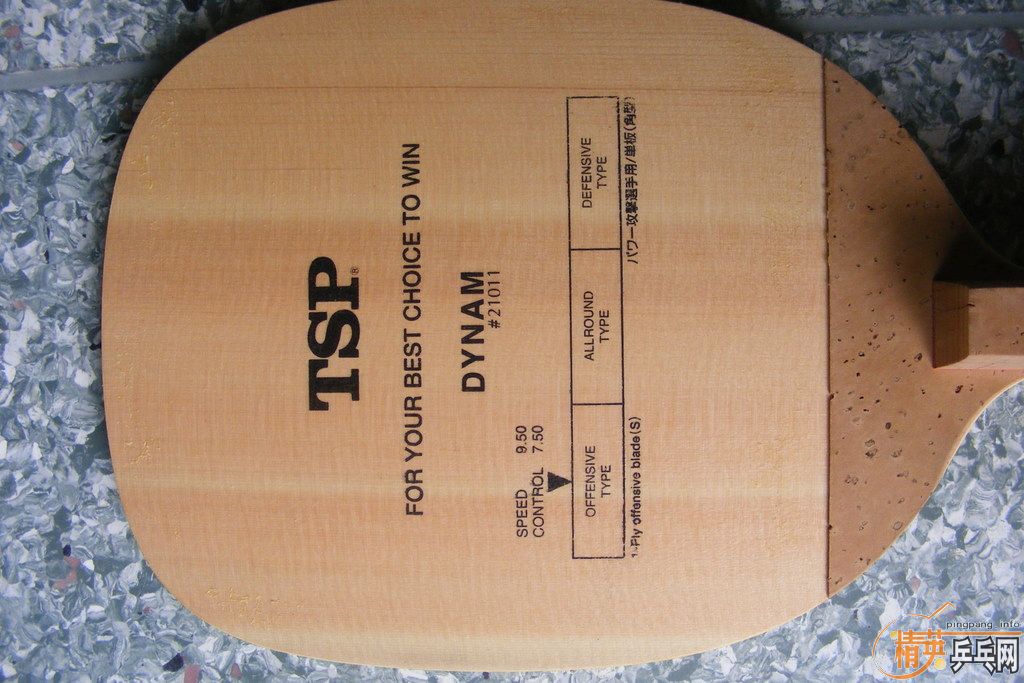 TSP®
FOR YOUR BEST CHOICE TO WIN
DYNAM
#21011
SPEED 9.50
CONTROL 7.50
OFFENSIVE TYPE
ALLROUND TYPE
DEFENSIVE TYPE
1-Ply offensive blade(S)
パワー攻撃選手用/単板(角型)
pingpang.info
精英乒乓网